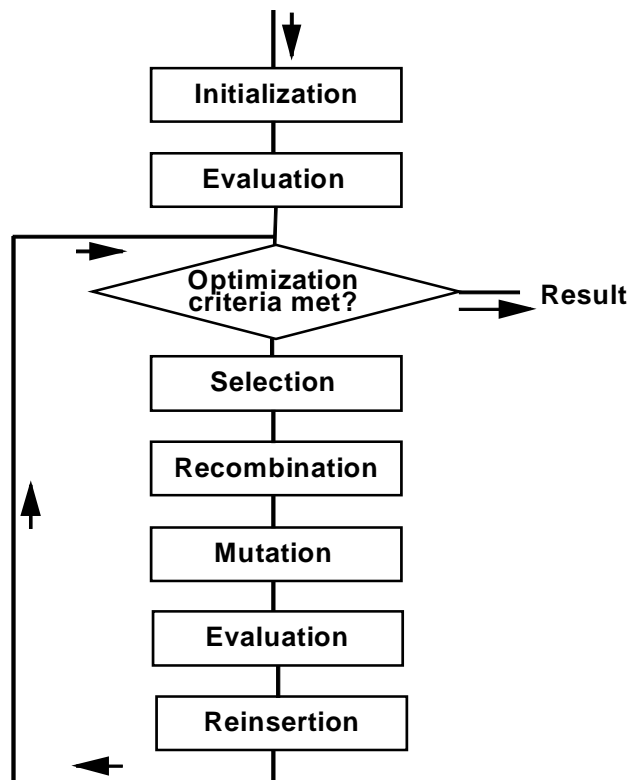 Initialization
Evaluation
Optimization
criteria met?
Result
Selection
Recombination
Mutation
Evaluation
Reinsertion